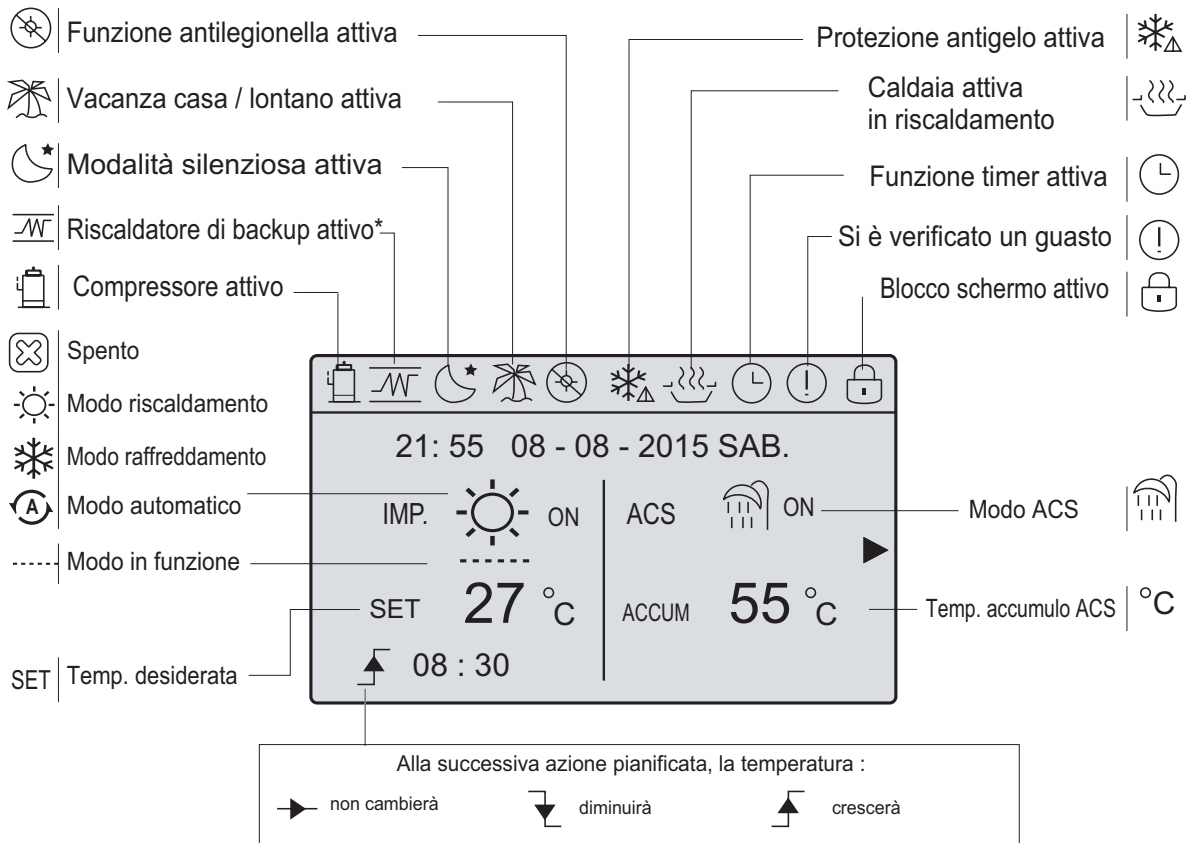 Funzione antilegionella attiva
Vacanza casa / lontano attiva
Modalità silenziosa attiva
Riscaldatore di backup attivo*
Compressore attivo
Spento
Modo riscaldamento
Modo raffreddamento
A Modo automatico
Modo in funzione
SET Temp. desiderata
Protezione antigelo attiva
Caldaia attiva
in riscaldamento
Funzione timer attiva
Si è verificato un guasto
Blocco schermo attivo
21: 55 08 - 08 - 2015 SAB.
IMP. ON
ACS ON
SET 27 °C
ACCUM 55 °C
08 : 30
Modo ACS
Temp. accumulo ACS °C
Alla successiva azione pianificata, la temperatura :
non cambierà
diminuirà
crescerà